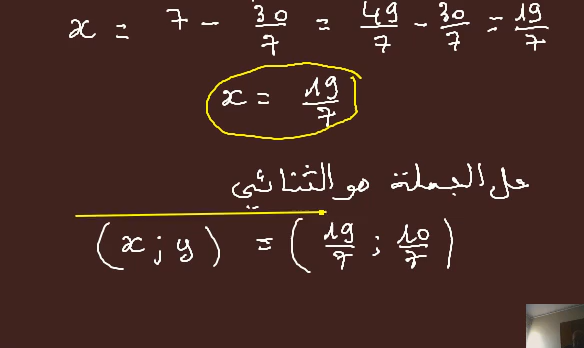 x = 7 - 30/7 = 49/7 - 30/7 = 19/7
x = 19/7
حل الجملة هو الثنائي
(x ; y) = (19/7 ; 10/7)